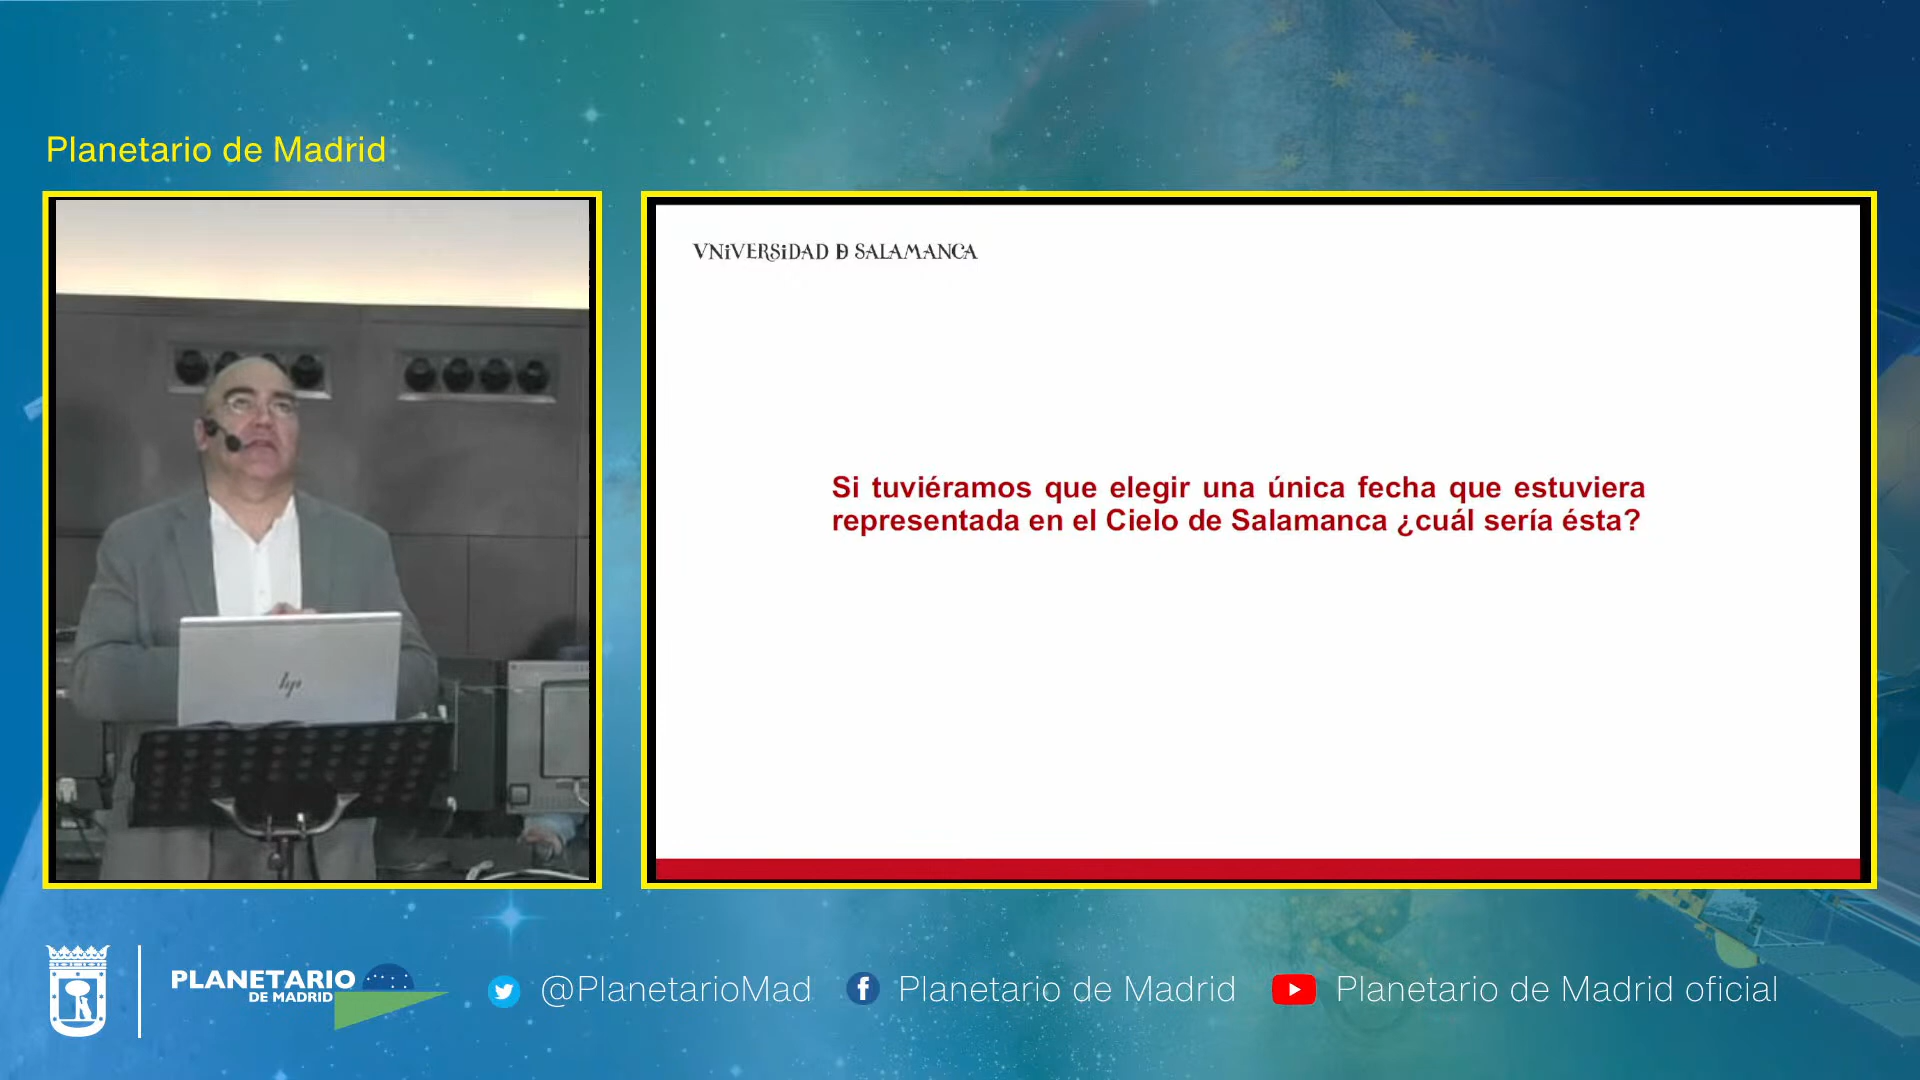 Planetario de Madrid
VNiVERSiDAD D SALAMANCA
Si tuviéramos que elegir una única fecha que estuviera
representada en el Cielo de Salamanca ¿cuál sería ésta?
hp
PLANETARIO
DE MADRID
@PlanetarioMad
Planetario de Madrid
Planetario de Madrid oficial